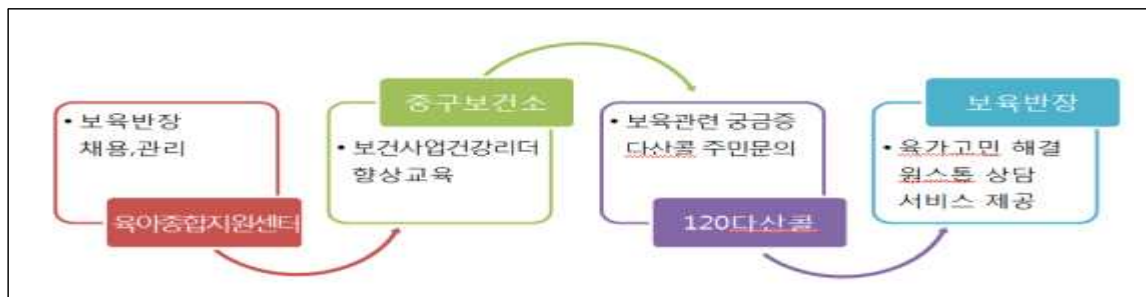 • 보육반장
채용,관리
육아종합지원센터
중구보건소
• 보건사업건강리더
향상교육
• 보육관련 궁금증
다산콜 주민문의
120다산콜
보육반장
• 육가고민 해결
원스톱 상담
서비스 제공